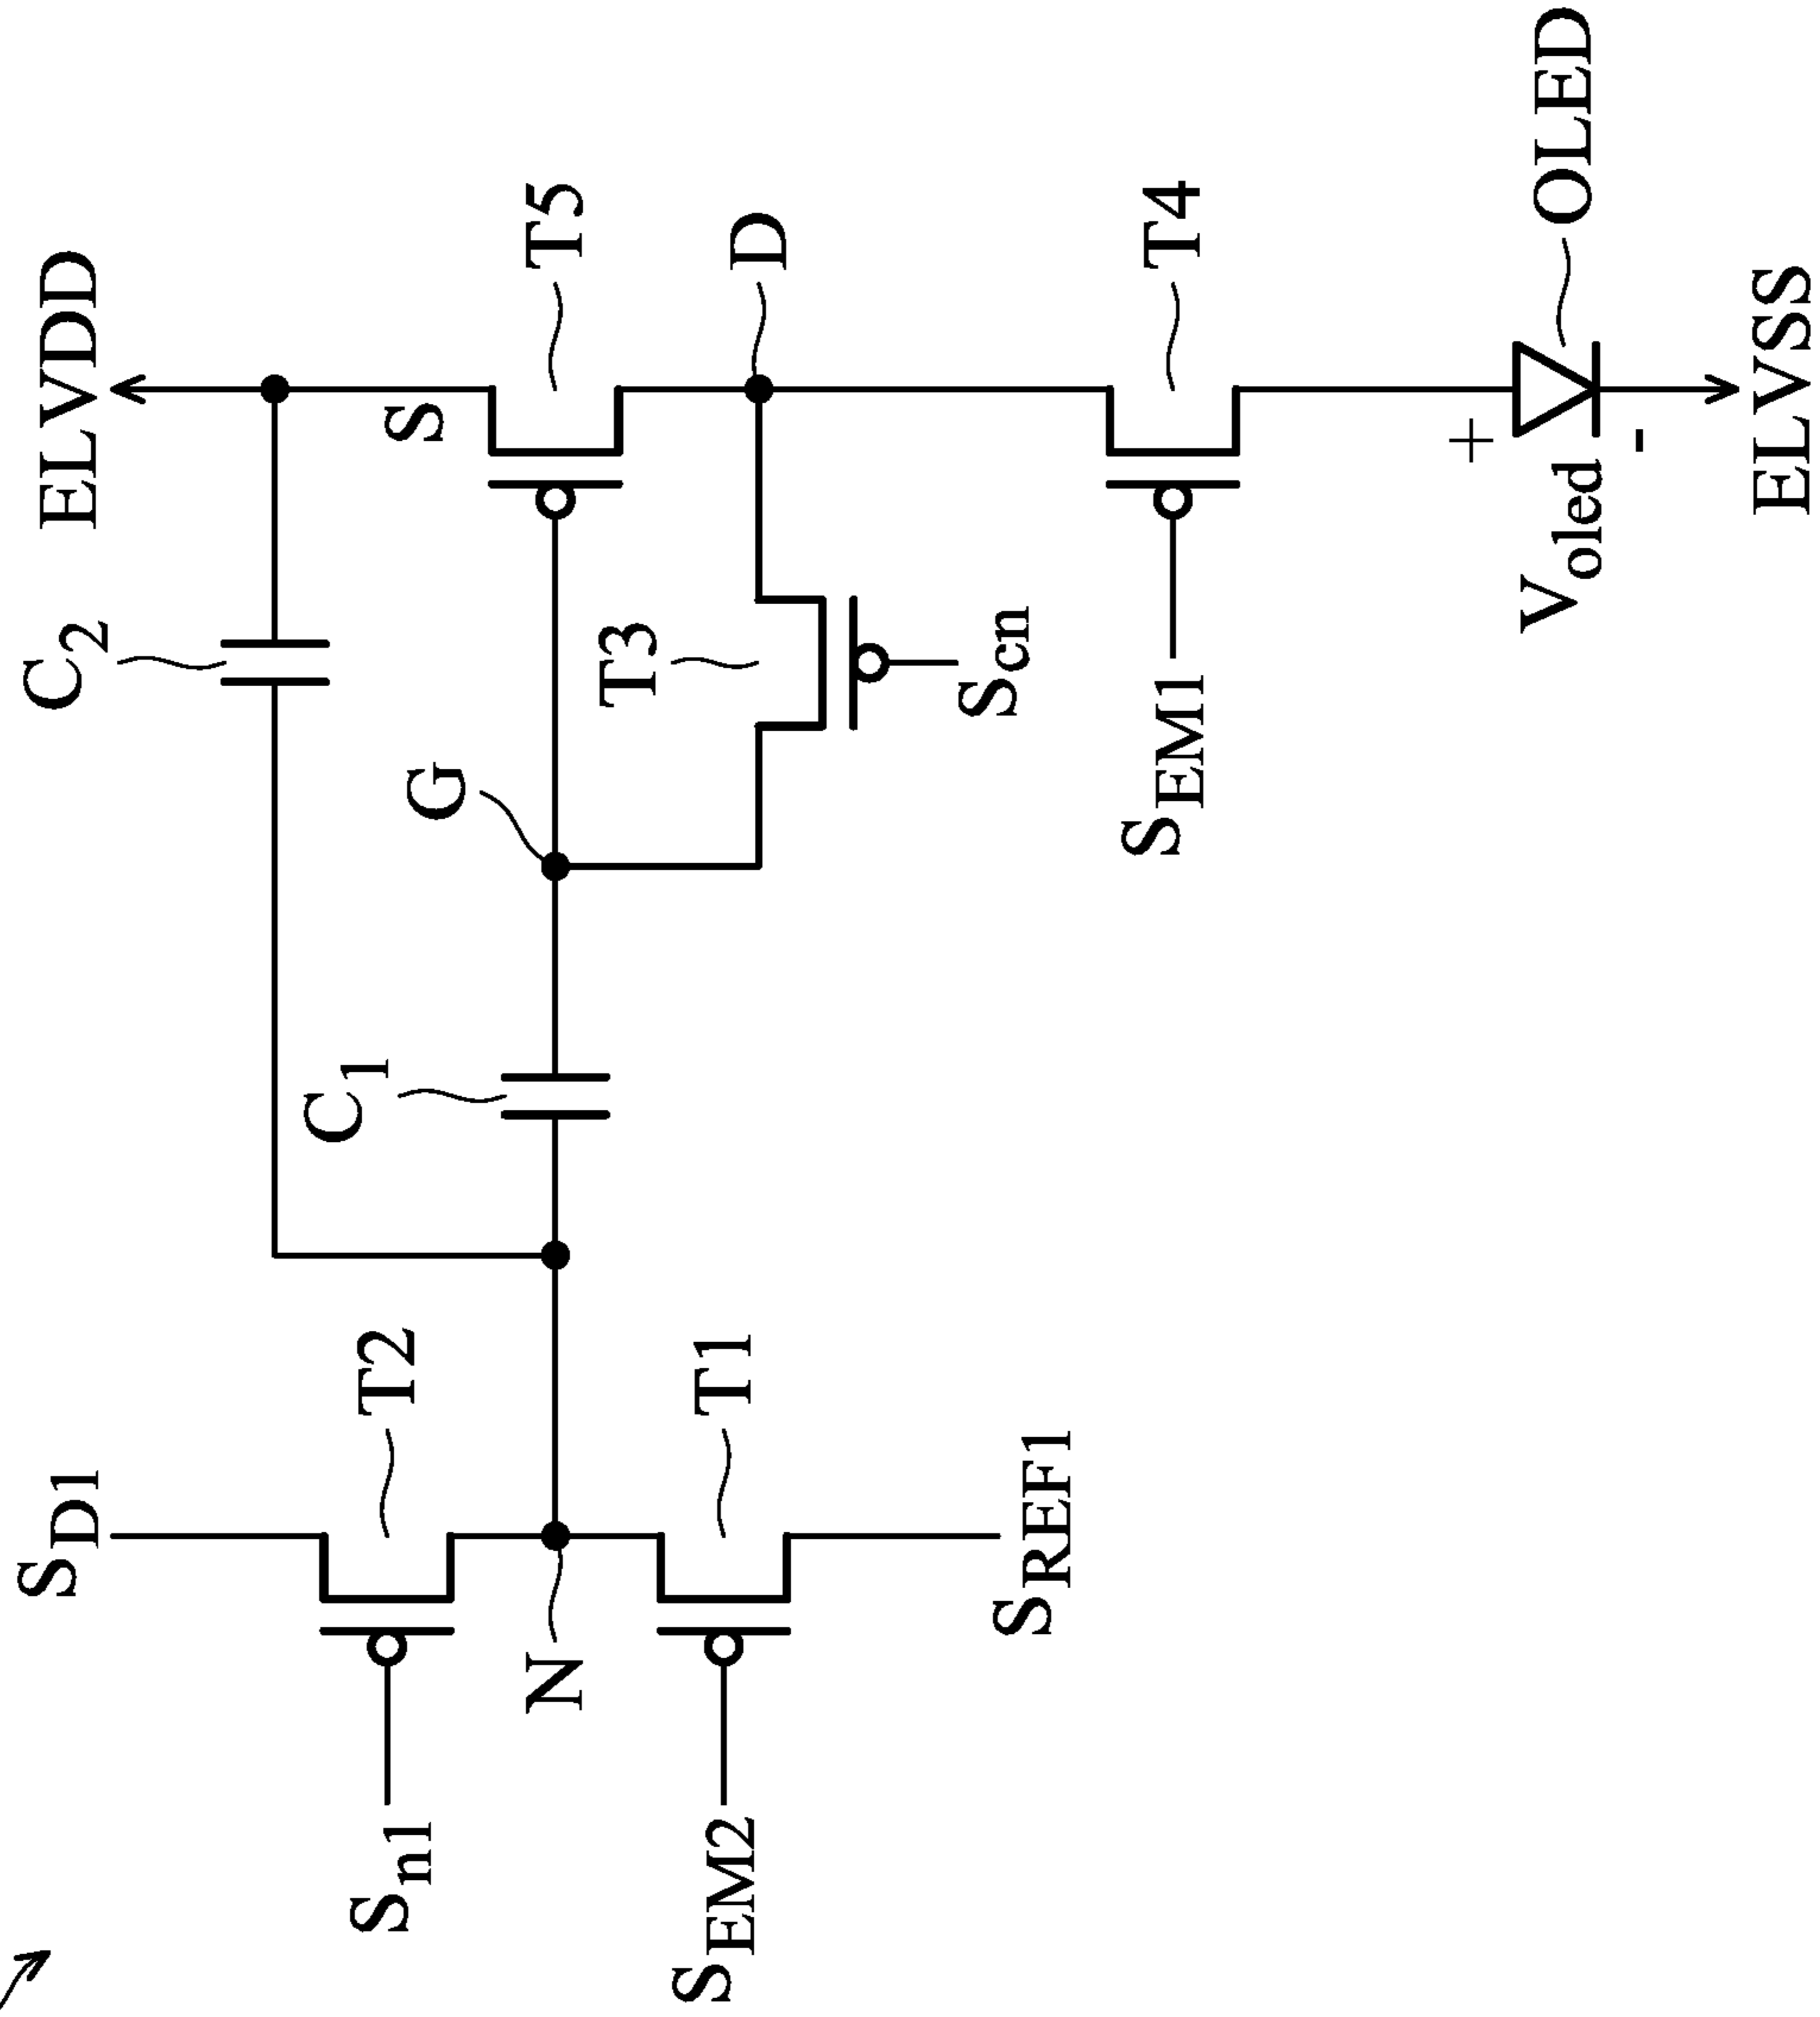 ELVDD
C2
S
T5
D
G
T3
Scn
C1
SD1
T2
Sn1
N
T1
SEM2
SREF1
T4
SEM1
+
Voled
-
OLED
ELVSS